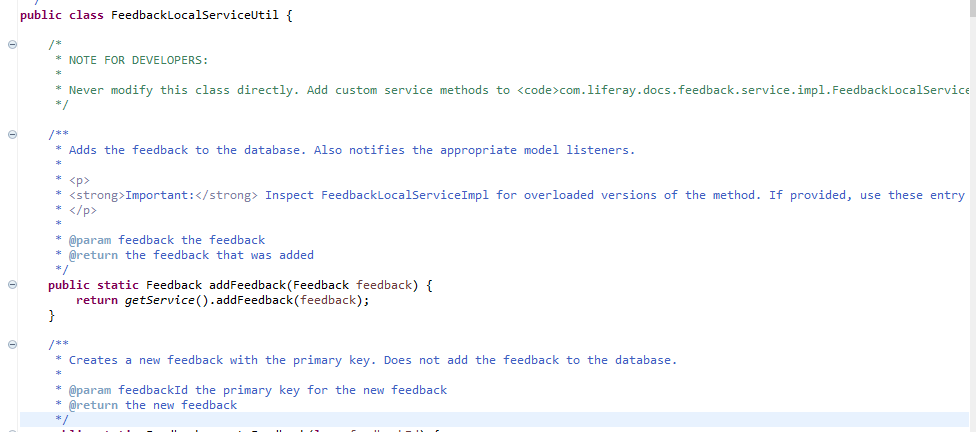 */
public class FeedbackLocalServiceUtil {
/*
* NOTE FOR DEVELOPERS:
*
* Never modify this class directly. Add custom service methods to <code>com.liferay.docs.feedback.service.impl.FeedbackLocalService
*/
/**
* Adds the feedback to the database. Also notifies the appropriate model listeners.
*
* <p>
* <strong>Important:</strong> Inspect FeedbackLocalServiceImpl for overloaded versions of the method. If provided, use these entry
* </p>
*
* @param feedback the feedback
* @return the feedback that was added
*/
public static Feedback addFeedback(Feedback feedback) {
return getService().addFeedback(feedback);
}
/**
* Creates a new feedback with the primary key. Does not add the feedback to the database.
*
* @param feedbackId the primary key for the new feedback
* @return the new feedback
*/